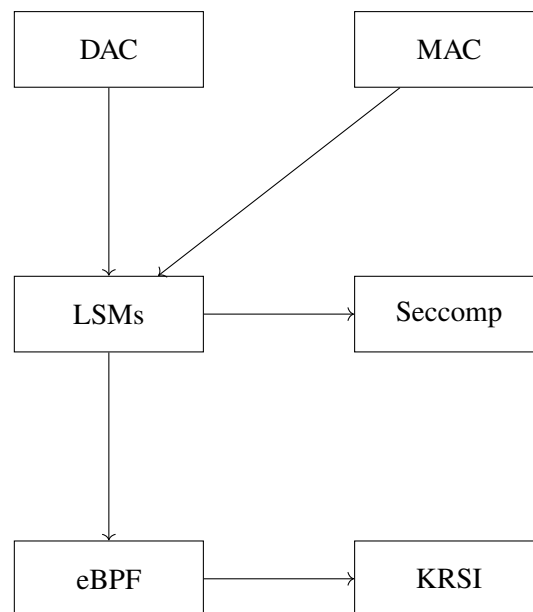 DAC
MAC
LSMs
Seccomp
eBPF
KRSI